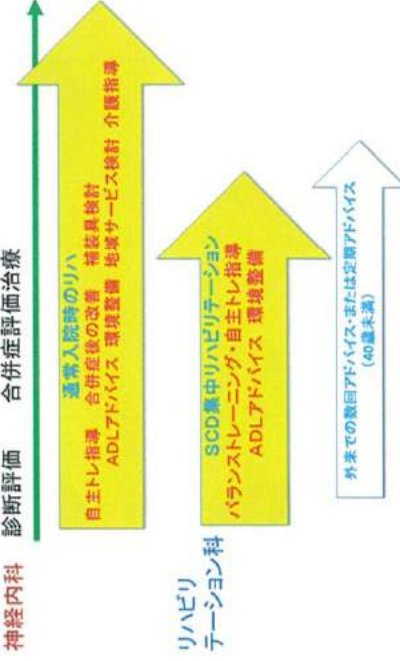 神経内科 診断評価 合併症評価治療
通常入院時のリハ
自主トレ指導 合併症後の改善 補装具検討
ADLアドバイス 環境整備 地域サービス検討 介護指導
リハビリ
テーション科
SCD集中リハビリテーション
バランストレーニング・自主トレ指導
ADLアドバイス 環境整備
外来での数回アドバイス・または定期アドバイス
(40歳未満)